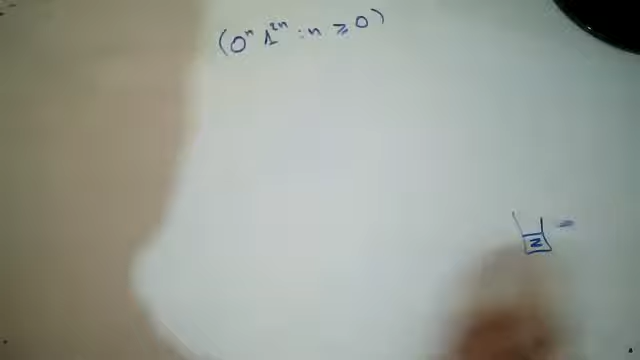 (0ⁿ 1²ⁿ : n ≥ 0)
Z